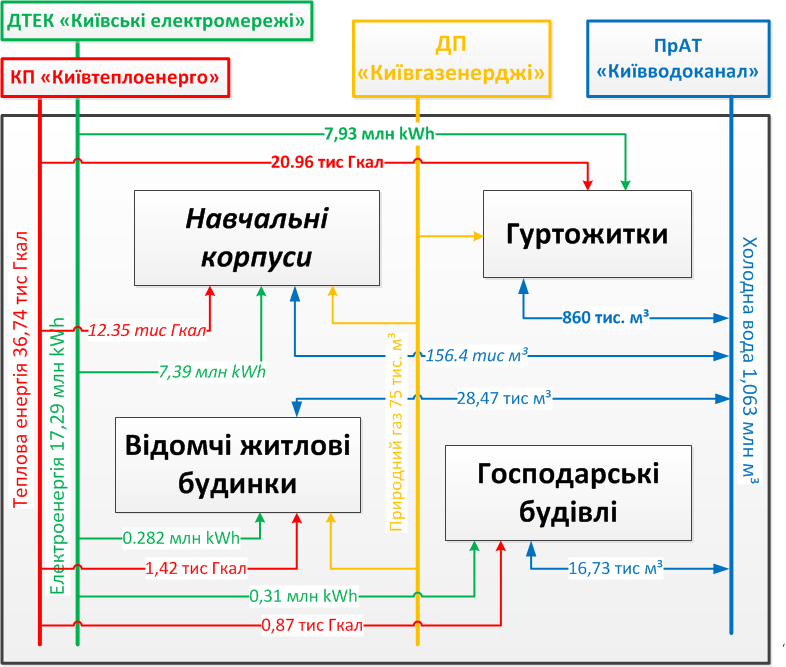 ДТЕК «Київські електромережі»
КП «Київтеплоенерго»
ДП
«Київгазенерджі»
ПрАТ
«Київводоканал»
7,93 млн kWh
20.96 тис Гкал
Навчальні
корпуси
Гуртожитки
860 тис. м³
12.35 тис Гкал
156.4 тис м³
7,39 млн kWh
28,47 тис м³
Відомчі житлові
будинки
Господарські
будівлі
0.282 млн kWh
1,42 тис Гкал
16,73 тис м³
0,31 млн kWh
0,87 тис Гкал
Теплова енергія 36,74 тис Гкал
Електроенергія 17,29 млн kWh
Природний газ 75 тис. м³
Холодна вода 1,063 млн м³